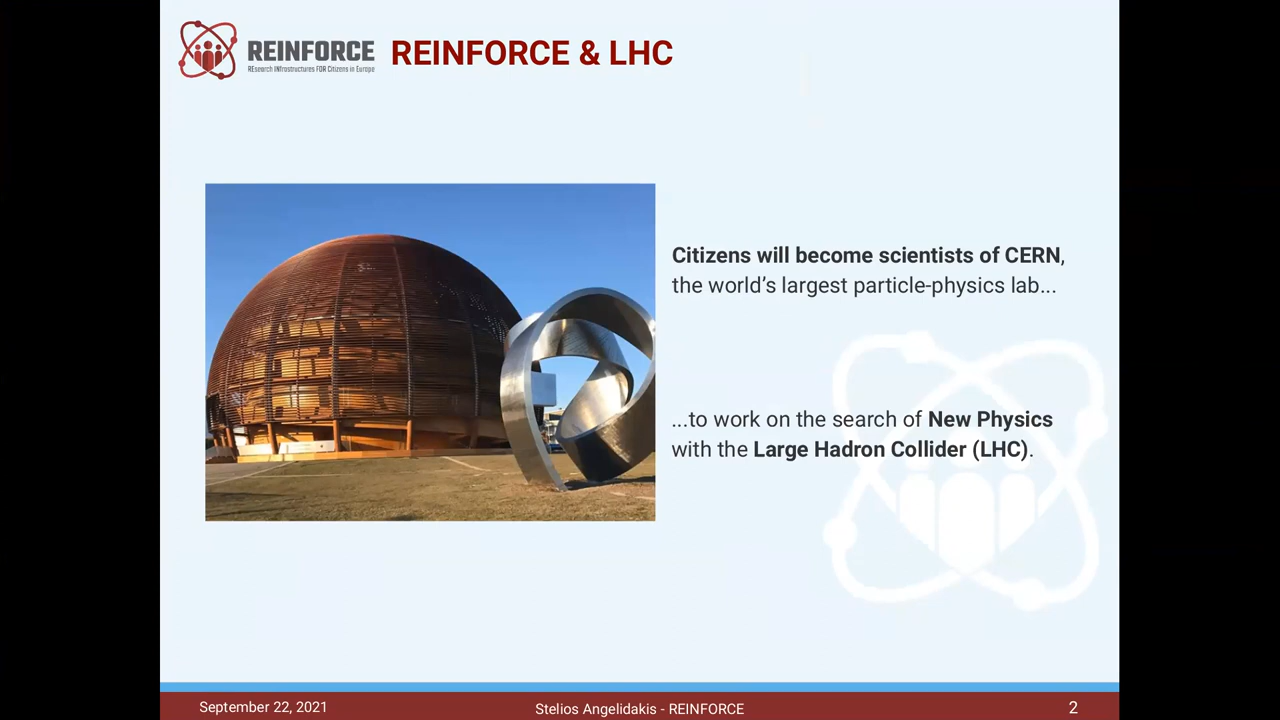 REINFORCE
REsearch INfrastructures FOR Citizens in Europe
REINFORCE & LHC
Citizens will become scientists of CERN,
the world's largest particle-physics lab...
...to work on the search of New Physics
with the Large Hadron Collider (LHC).
September 22, 2021
Stelios Angelidakis - REINFORCE
2